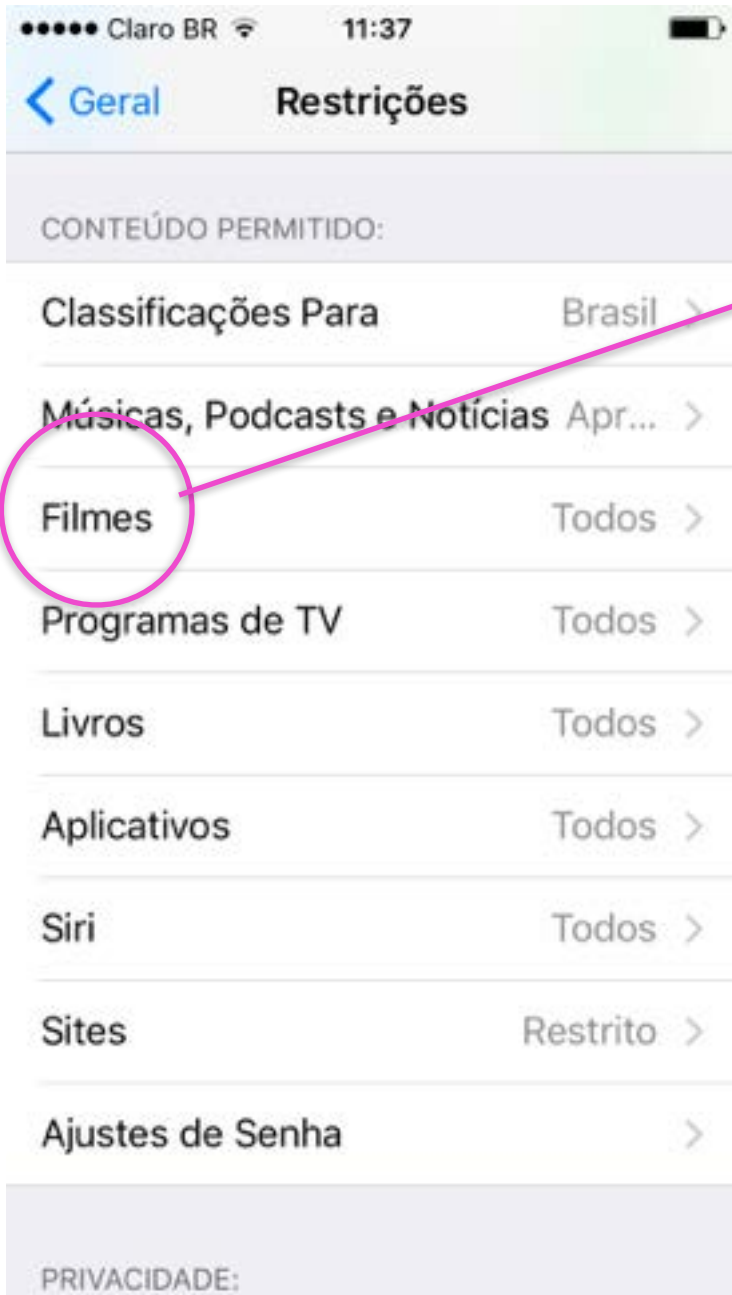 Claro BR 11:37
Geral Restrições
CONTEÚDO PERMITIDO:
Classificações Para Brasil
Músicas, Podcasts e Notícias Apr...
Filmes Todos
Programas de TV Todos
Livros Todos
Aplicativos Todos
Siri Todos
Sites Restrito
Ajustes de Senha
PRIVACIDADE: